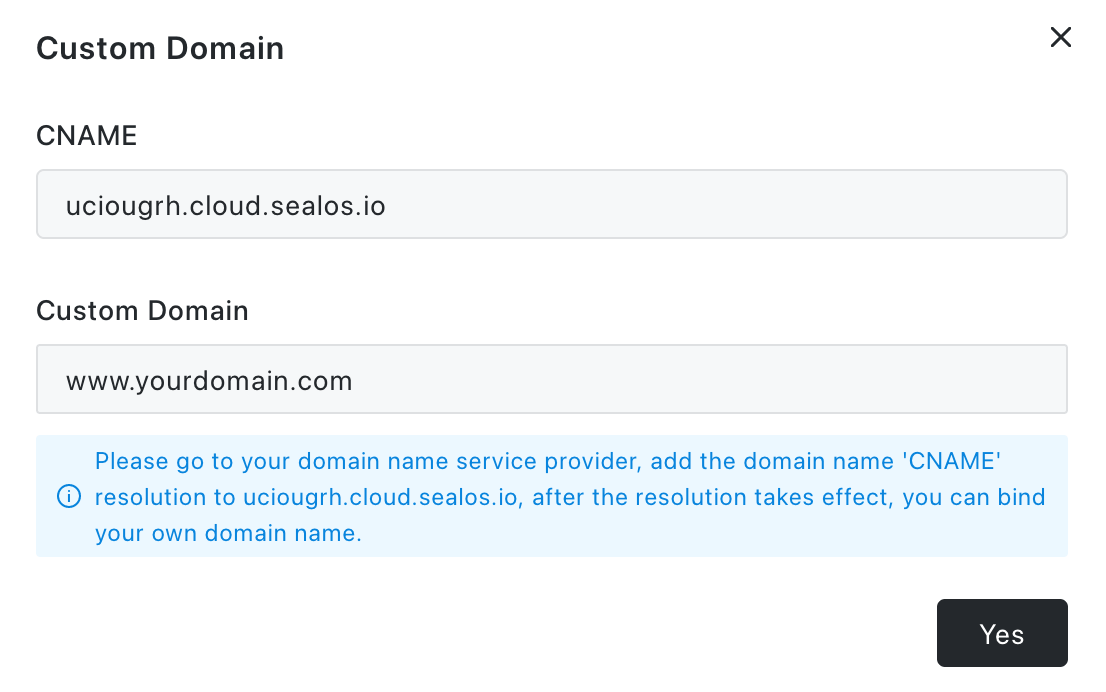 Custom Domain
CNAME
uciougrh.cloud.sealos.io
Custom Domain
www.yourdomain.com
Please go to your domain name service provider, add the domain name 'CNAME'
resolution to uciougrh.cloud.sealos.io, after the resolution takes effect, you can bind
your own domain name.
Yes